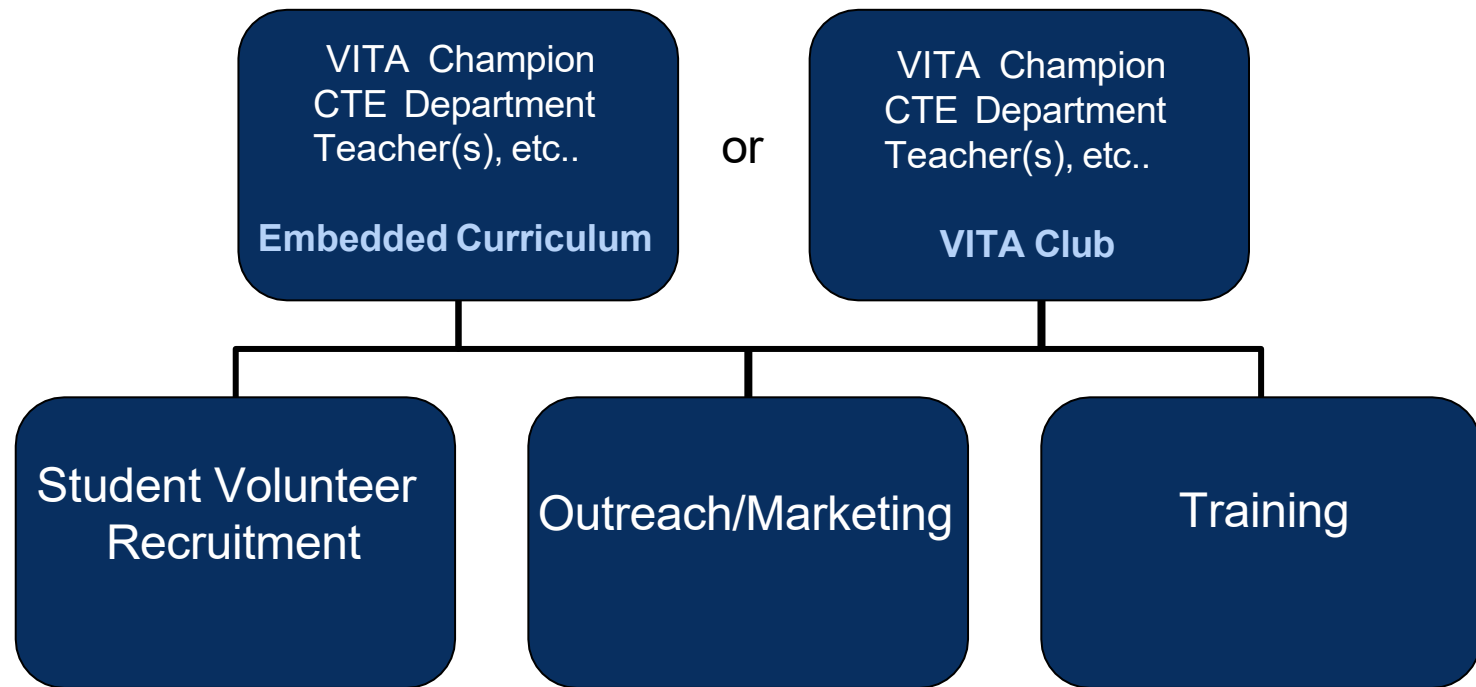 VITA Champion
CTE Department
Teacher(s), etc..
Embedded Curriculum
or
VITA Champion
CTE Department
Teacher(s), etc..
VITA Club
Student Volunteer
Recruitment
Outreach/Marketing
Training